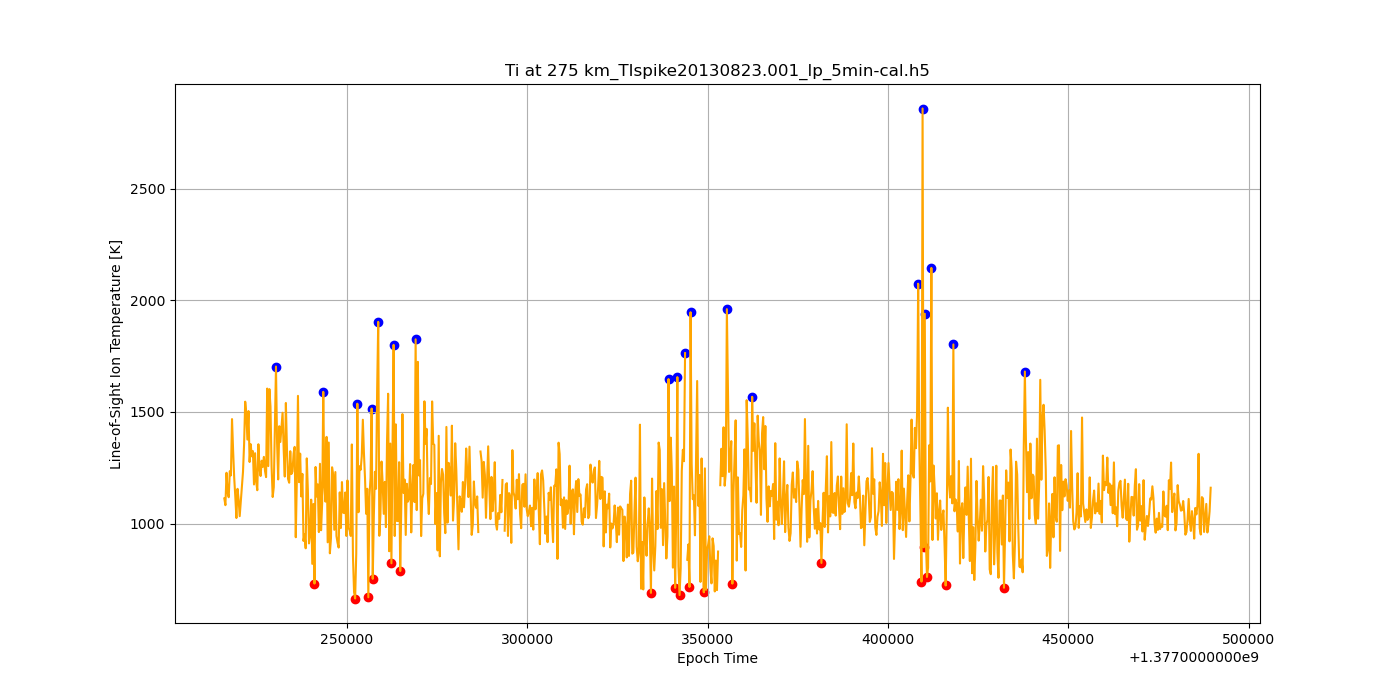 Ti at 275 km_TIspike20130823.001_lp_5min-cal.h5
Line-of-Sight Ion Temperature [K]
2500
2000
1500
1000
250000
300000
350000
400000
450000
500000
Epoch Time
+1.3770000000e9